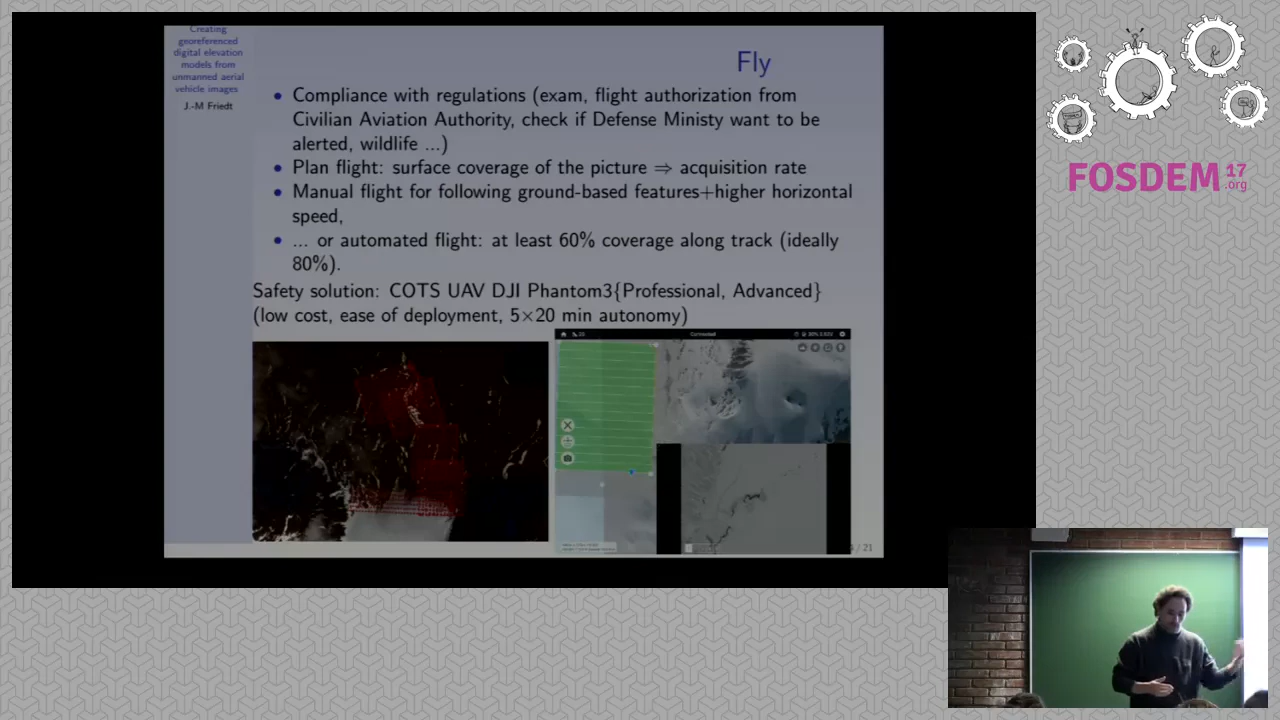 Creating
georeferenced
digital elevation
models from
unmanned aerial
vehicle images
J.-M Friedt
Fly
• Compliance with regulations (exam, flight authorization from
Civilian Aviation Authority, check if Defense Ministy want to be
alerted, wildlife ...)
• Plan flight: surface coverage of the picture ⇒ acquisition rate
• Manual flight for following ground-based features+higher horizontal
speed,
• ... or automated flight: at least 60% coverage along track (ideally
80%).
Safety solution: COTS UAV DJI Phantom3{Professional, Advanced}
(low cost, ease of deployment, 5×20 min autonomy)
Connected
/ 21
FOSDEM 17
.org